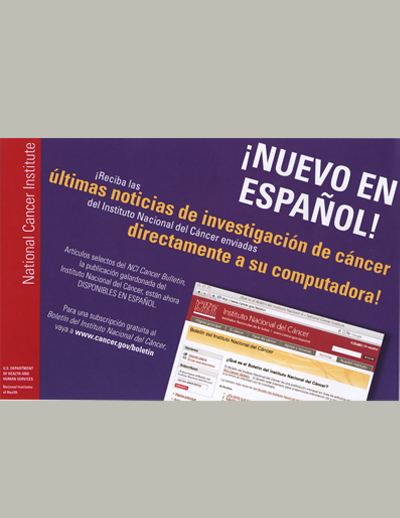 National Cancer Institute
U.S. DEPARTMENT
OF HEALTH AND
HUMAN SERVICES
National Institutes
of Health
¡NUEVO EN
ESPAÑOL!
¡Reciba las
últimas noticias de investigación de cáncer
del Instituto Nacional del Cáncer enviadas
directamente a su computadora!
Artículos selectos del NCI Cancer Bulletin,
la publicación galardonada del
Instituto Nacional del Cáncer, están ahora
DISPONIBLES EN ESPAÑOL.
Para una subscripción gratuita al
Boletín del Instituto Nacional del Cáncer,
vaya a www.cancer.gov/boletin
Instituto Nacional del Cáncer
Boletín del Instituto Nacional del Cáncer
¿Qué es el Boletín del Instituto Nacional del Cáncer?